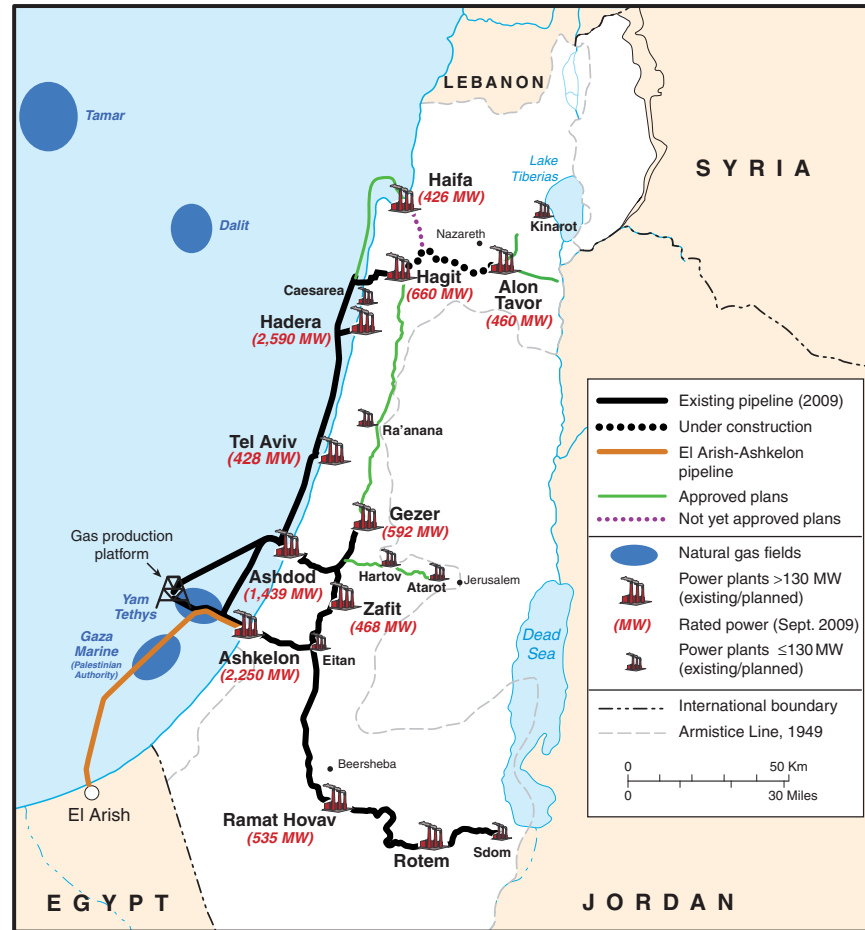 LEBANON
Tamar
SYRIA
Lake
Tiberias
Haifa
(426 MW)
Kinarot
Dalit
Nazareth
Hagit
(660 MW)
Alon
Tavor
(460 MW)
Caesarea
Hadera
(2,590 MW)
Ra'anana
Tel Aviv
(428 MW)
Gezer
(592 MW)
Gas production
platform
Ashdod
(1,439 MW)
Hartov
Atarot
Jerusalem
Yam
Tethys
Zafit
(468 MW)
Gaza
Marine
(Palestinian
Authority)
Ashkelon
(2,250 MW)
Eitan
Dead
Sea
Beersheba
El Arish
Ramat Hovav
(535 MW)
Rotem
Sdom
EGYPT
JORDAN
Existing pipeline (2009)
Under construction
El Arish-Ashkelon
pipeline
Approved plans
Not yet approved plans
Natural gas fields
Power plants >130 MW
(existing/planned)
(MW) Rated power (Sept. 2009)
Power plants ≤130 MW
(existing/planned)
International boundary
Armistice Line, 1949
0 50 Km
0 30 Miles